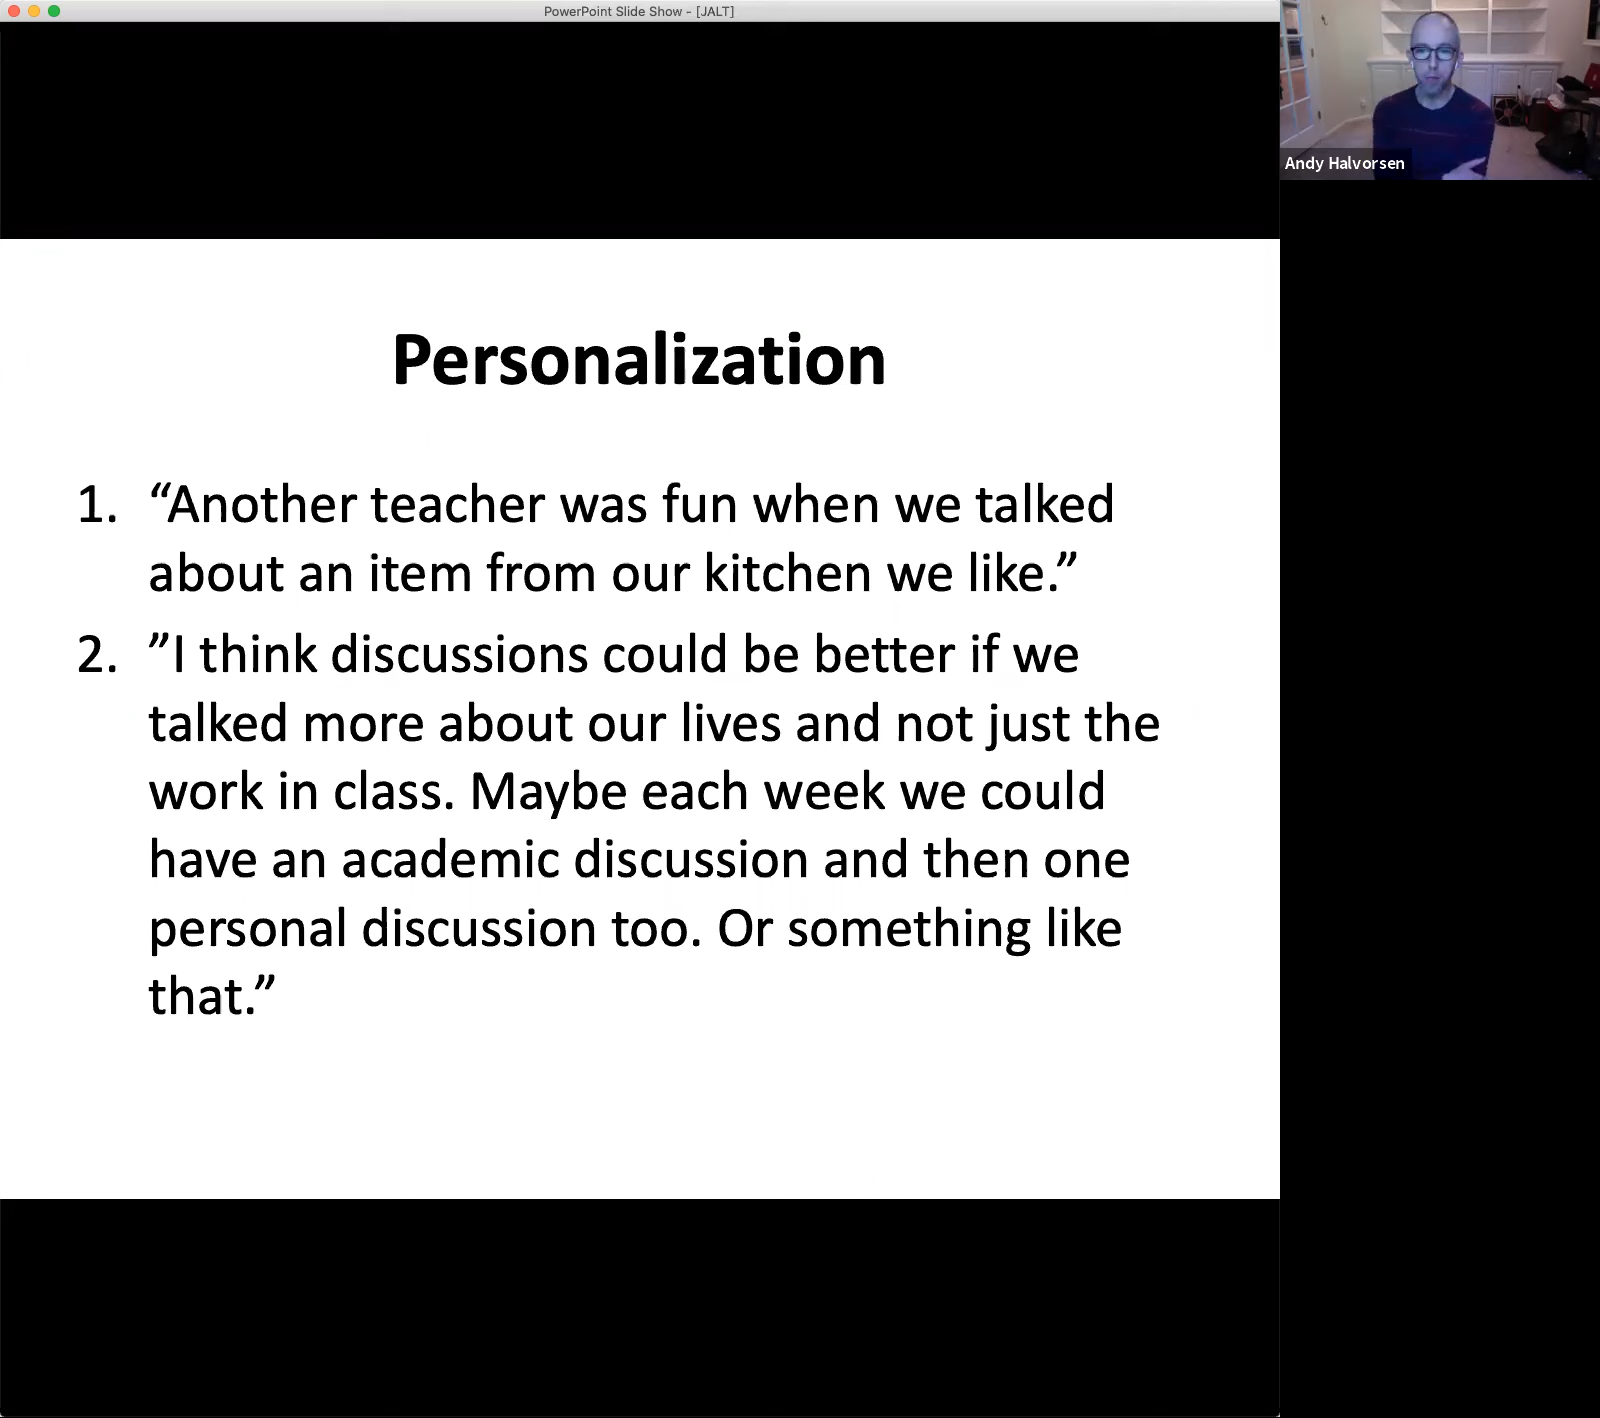 PowerPoint Slide Show - [JALT]
Andy Halvorsen
Personalization
1. “Another teacher was fun when we talked
about an item from our kitchen we like.”
2. ”I think discussions could be better if we
talked more about our lives and not just the
work in class. Maybe each week we could
have an academic discussion and then one
personal discussion too. Or something like
that.”